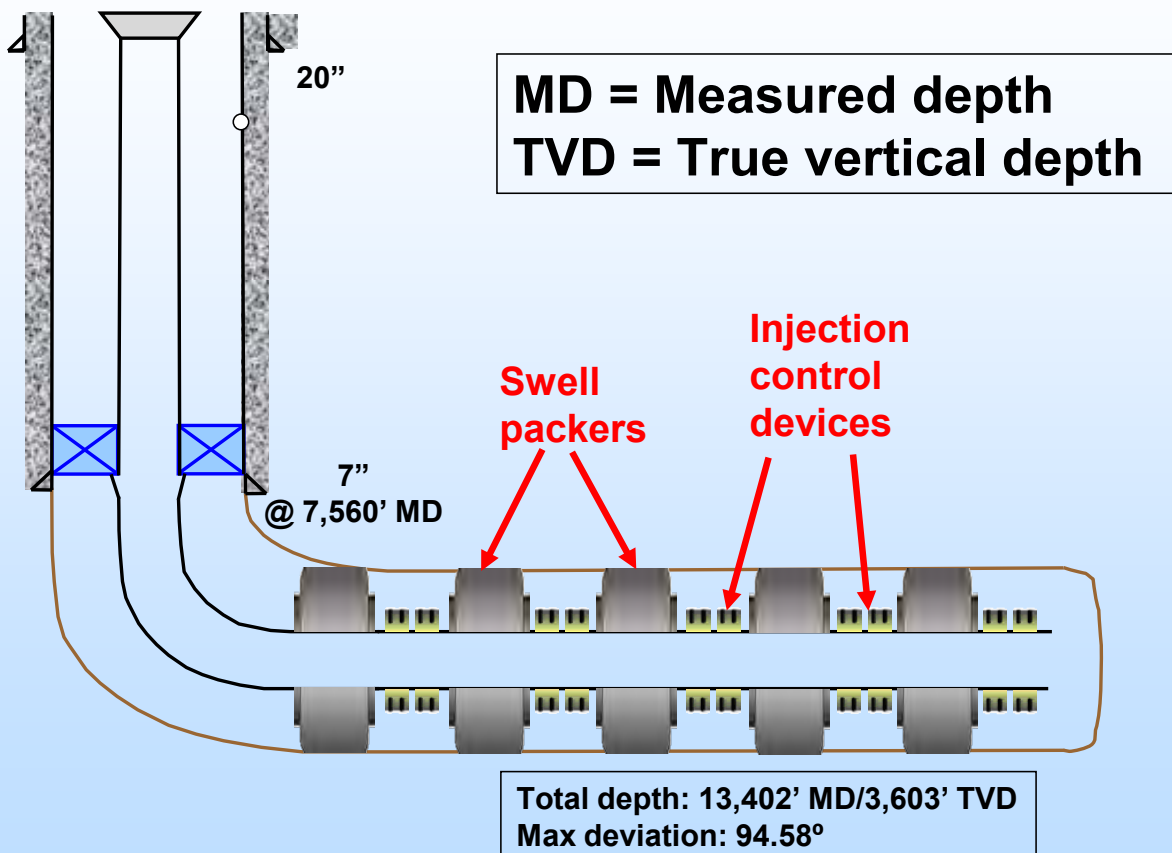 20”
MD = Measured depth
TVD = True vertical depth
Swell
packers
Injection
control
devices
7”
@ 7,560’ MD
Total depth: 13,402’ MD/3,603’ TVD
Max deviation: 94.58º